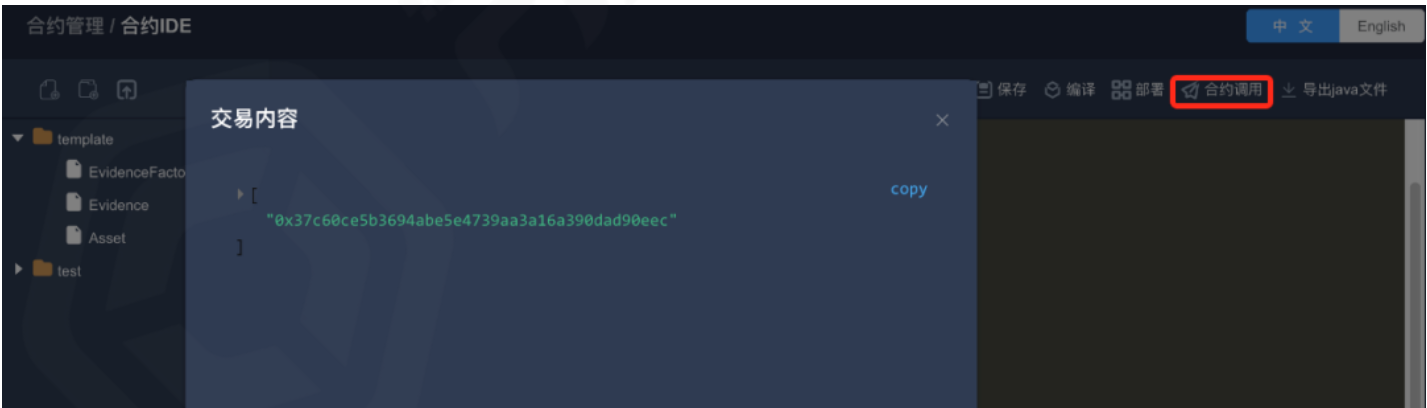 合约管理 / 合约IDE
中 文 English
保存 编译 部署 合约调用 导出java文件
交易内容
template
EvidenceFacto
Evidence
Asset
test
copy
[
"0x37c60ce5b3694abe5e4739aa3a16a390dad90eec"
]